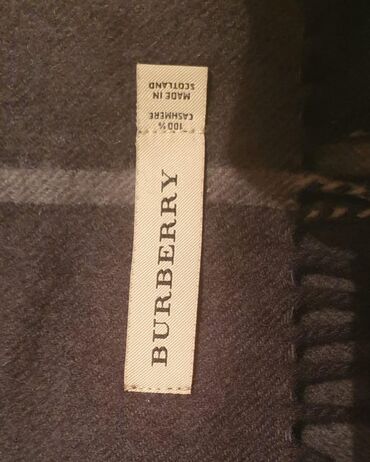 BURBERRY
100%
CASHMERE
MADE IN
SCOTLAND